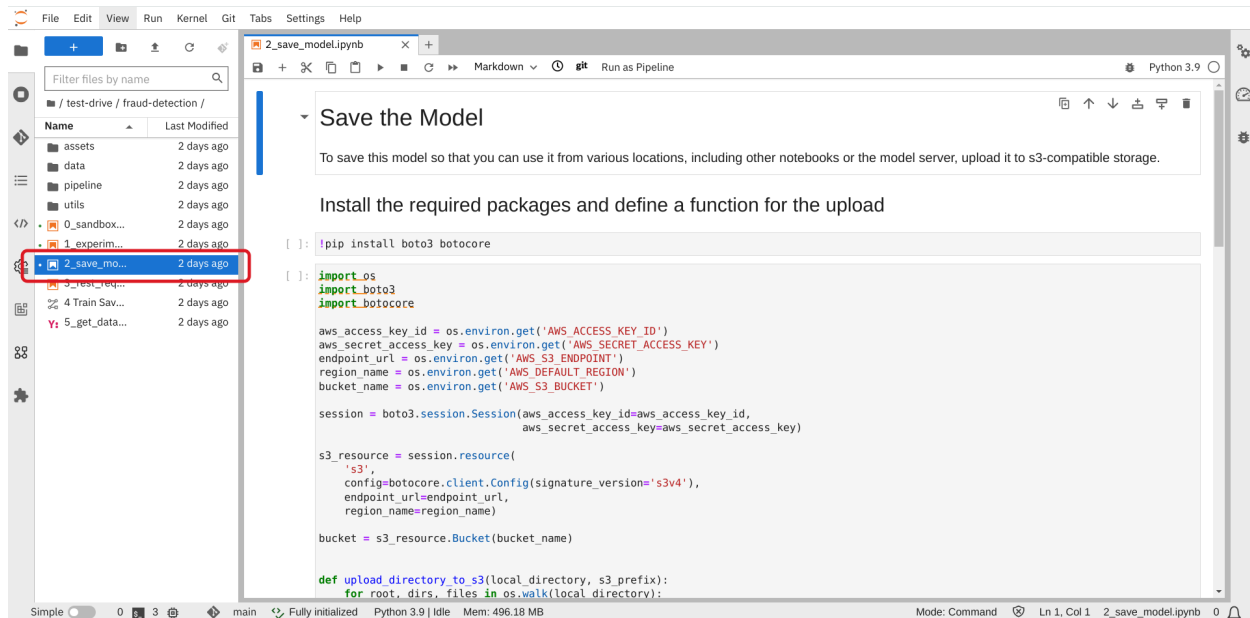 File Edit View Run Kernel Git Tabs Settings Help
+
Filter files by name
/ test-drive / fraud-detection /
Name Last Modified
assets 2 days ago
data 2 days ago
pipeline 2 days ago
utils 2 days ago
0_sandbox... 2 days ago
1_experim... 2 days ago
2_save_mo... 2 days ago
3_rest_req... 2 days ago
4 Train Sav... 2 days ago
Y: 5_get_data... 2 days ago
2_save_model.ipynb × +
Markdown git Run as Pipeline Python 3.9
Save the Model
To save this model so that you can use it from various locations, including other notebooks or the model server, upload it to s3-compatible storage.
Install the required packages and define a function for the upload
[ ]: !pip install boto3 botocore
[ ]: import os
import boto3
import botocore
aws_access_key_id = os.environ.get('AWS_ACCESS_KEY_ID')
aws_secret_access_key = os.environ.get('AWS_SECRET_ACCESS_KEY')
endpoint_url = os.environ.get('AWS_S3_ENDPOINT')
region_name = os.environ.get('AWS_DEFAULT_REGION')
bucket_name = os.environ.get('AWS_S3_BUCKET')
session = boto3.session.Session(aws_access_key_id=aws_access_key_id,
aws_secret_access_key=aws_secret_access_key)
s3_resource = session.resource(
's3',
config=botocore.client.Config(signature_version='s3v4'),
endpoint_url=endpoint_url,
region_name=region_name)
bucket = s3_resource.Bucket(bucket_name)
def upload_directory_to_s3(local_directory, s3_prefix):
for root, dirs, files in os.walk(local_directory):
Simple 0 3 main Fully initialized Python 3.9 | Idle Mem: 496.18 MB Mode: Command Ln 1, Col 1 2_save_model.ipynb 0